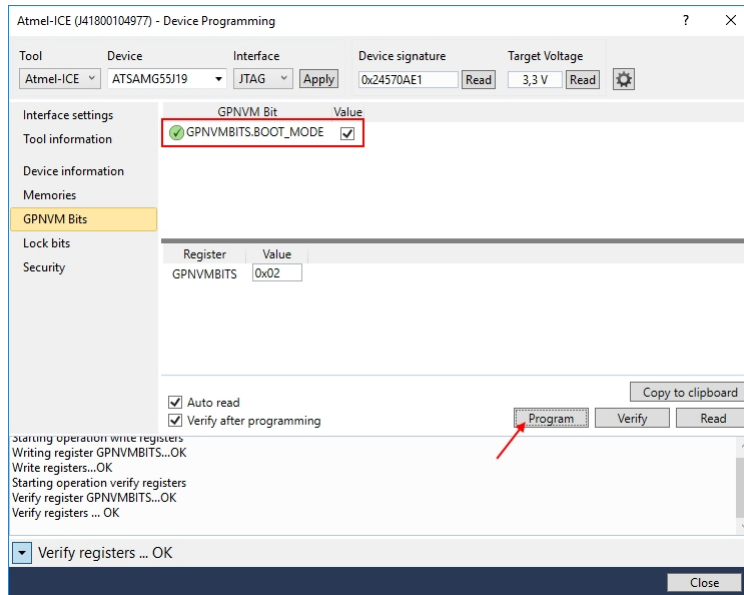 Atmel-ICE (J41800104977) - Device Programming
? ×
Tool Device Interface Device signature Target Voltage
Atmel-ICE ATSAMG55J19 JTAG Apply 0x24570AE1 Read 3,3 V Read
Interface settings
Tool information
Device information
Memories
GPNVM Bits
Lock bits
Security
GPNVM Bit Value
GPNVMBITS.BOOT_MODE
Register Value
GPNVMBITS 0x02
Copy to clipboard
Auto read
Verify after programming
Program Verify Read
Starting operation write registers
Writing register GPNVMBITS...OK
Write registers...OK
Starting operation verify registers
Verify register GPNVMBITS...OK
Verify registers ... OK
Verify registers ... OK
Close